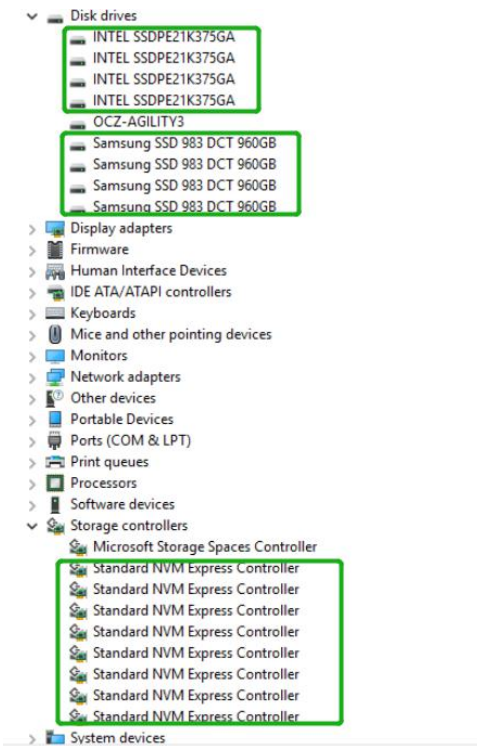 Disk drives
INTEL SSDPE21K375GA
INTEL SSDPE21K375GA
INTEL SSDPE21K375GA
INTEL SSDPE21K375GA
OCZ-AGILITY3
Samsung SSD 983 DCT 960GB
Samsung SSD 983 DCT 960GB
Samsung SSD 983 DCT 960GB
Samsung SSD 983 DCT 960GB
Display adapters
Firmware
Human Interface Devices
IDE ATA/ATAPI controllers
Keyboards
Mice and other pointing devices
Monitors
Network adapters
Other devices
Portable Devices
Ports (COM & LPT)
Print queues
Processors
Software devices
Storage controllers
Microsoft Storage Spaces Controller
Standard NVM Express Controller
Standard NVM Express Controller
Standard NVM Express Controller
Standard NVM Express Controller
Standard NVM Express Controller
Standard NVM Express Controller
Standard NVM Express Controller
Standard NVM Express Controller
System devices